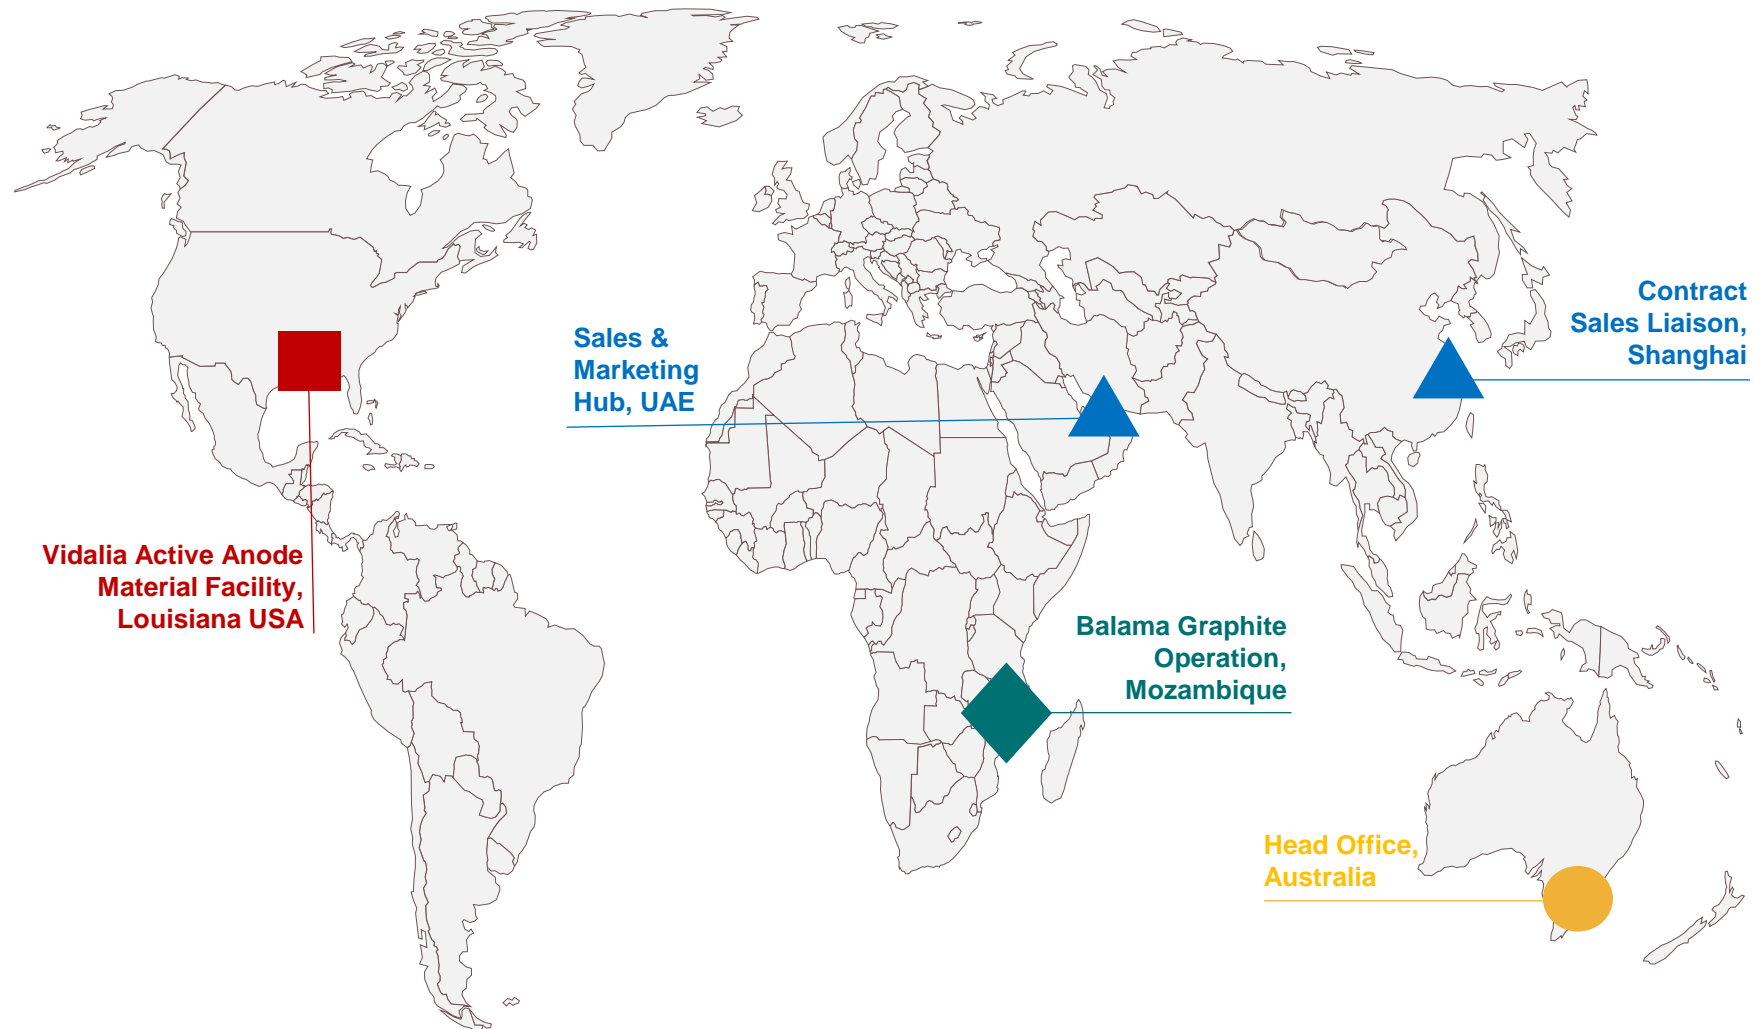 Contract
Sales Liaison,
Shanghai
Sales &
Marketing
Hub, UAE
Vidalia Active Anode
Material Facility,
Louisiana USA
Balama Graphite
Operation,
Mozambique
Head Office,
Australia